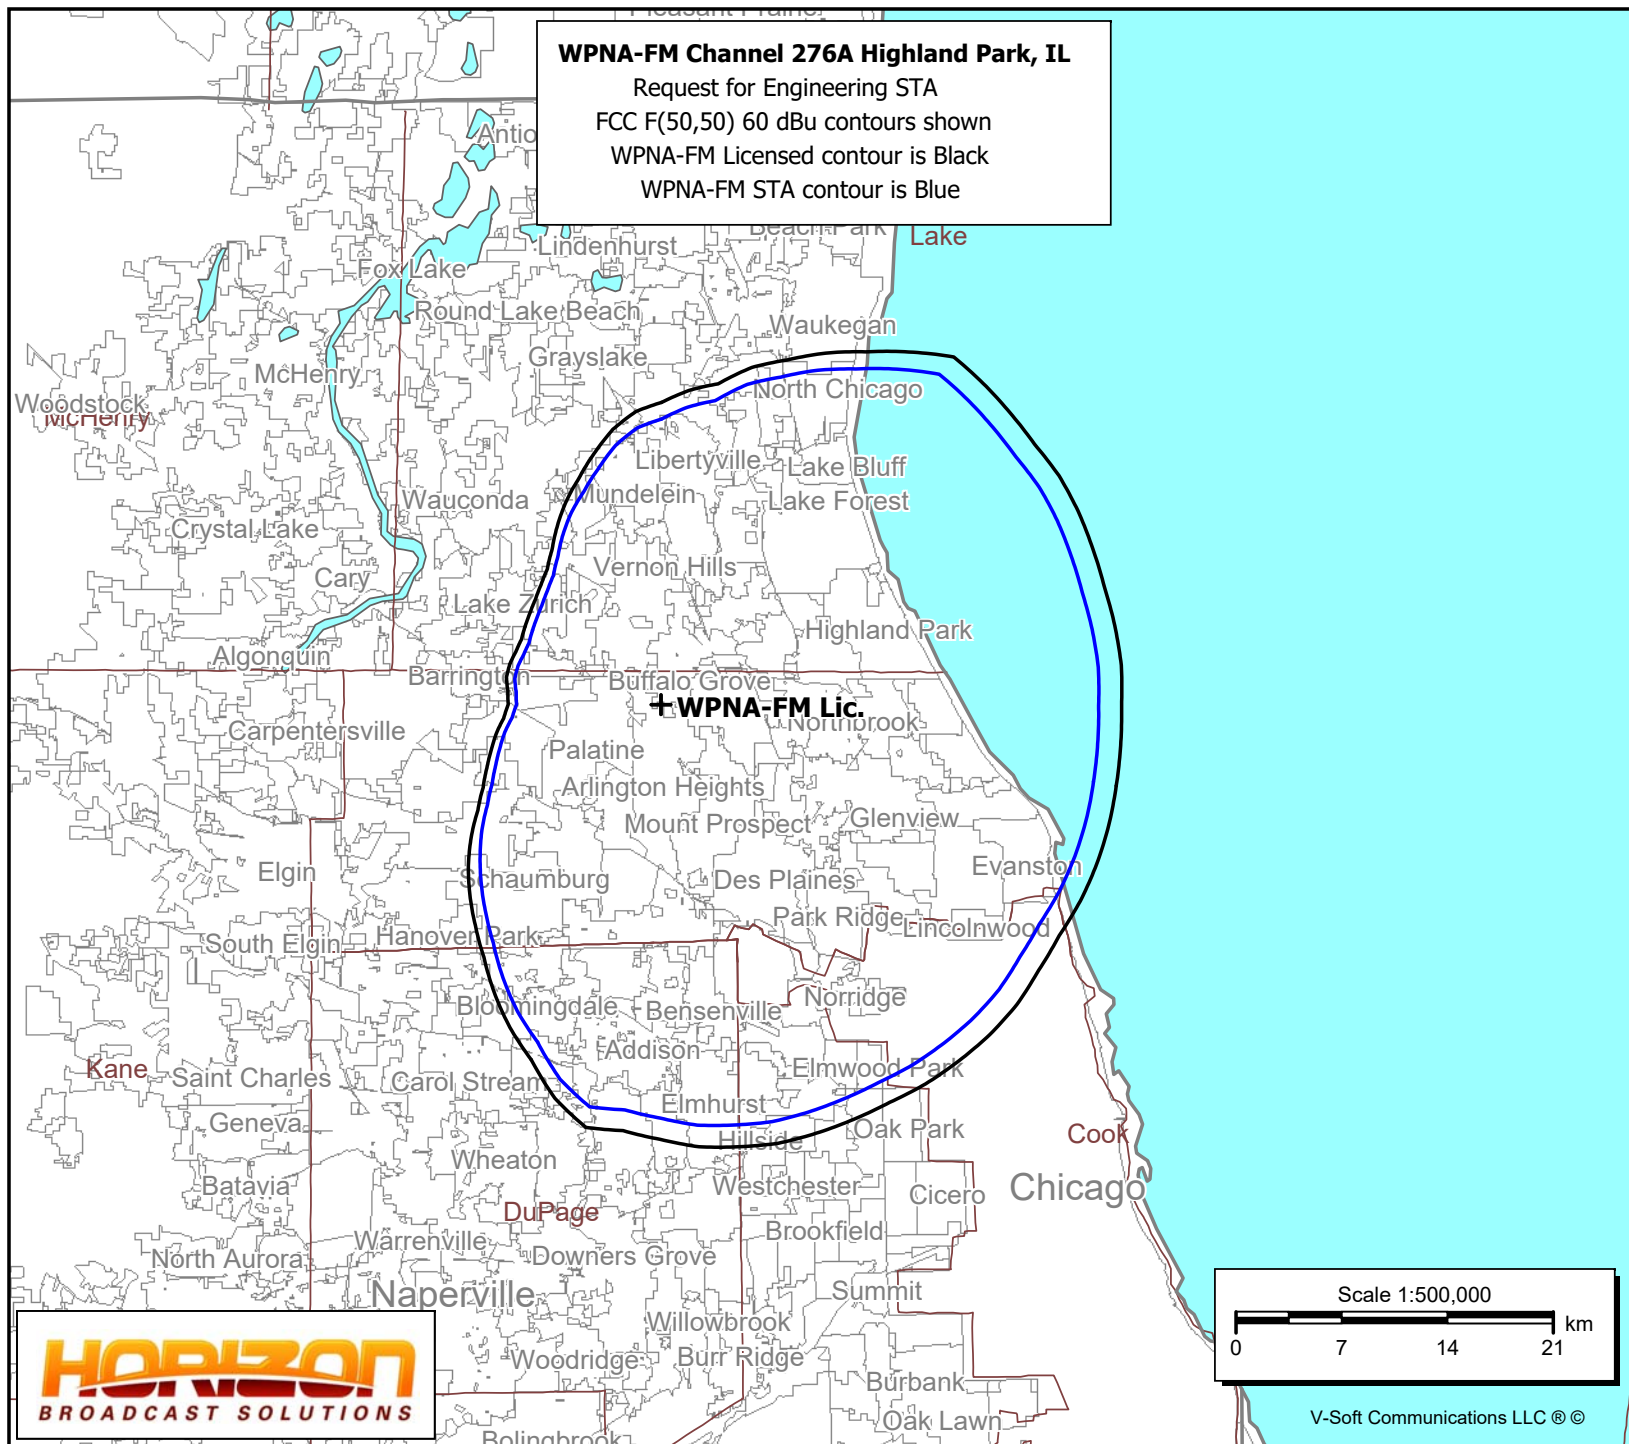 Pleasant Prairie
WPNA-FM Channel 276A Highland Park, IL
Request for Engineering STA
FCC F(50,50) 60 dBu contours shown
WPNA-FM Licensed contour is Black
WPNA-FM STA contour is Blue
Antio
Beach Park
Lake
Lindenhurst
Fox Lake
Round Lake Beach
Waukegan
Grayslake
McHenry
North Chicago
Woodstock
McHenry
Libertyville
Lake Bluff
Mundelein
Lake Forest
Wauconda
Crystal Lake
Vernon Hills
Cary
Lake Zurich
Highland Park
Algonquin
Barrington
Buffalo Grove
WPNA-FM Lic.
Northbrook
Carpentersville
Palatine
Arlington Heights
Mount Prospect
Glenview
Elgin
Schaumburg
Des Plaines
Evanston
Park Ridge
Lincolnwood
South Elgin
Hanover Park
Bloomingdale
Bensenville
Norridge
Addison
Kane
Saint Charles
Carol Stream
Elmwood Park
Elmhurst
Geneva
Hillside
Oak Park
Cook
Wheaton
Batavia
Westchester
Cicero
Chicago
DuPage
Brookfield
Warrenville
North Aurora
Downers Grove
Naperville
Summit
Willowbrook
Woodridge
Burr Ridge
Burbank
Oak Lawn
Bolingbrook
HORIZON
BROADCAST SOLUTIONS
Scale 1:500,000
km
0 7 14 21
V-Soft Communications LLC ® ©